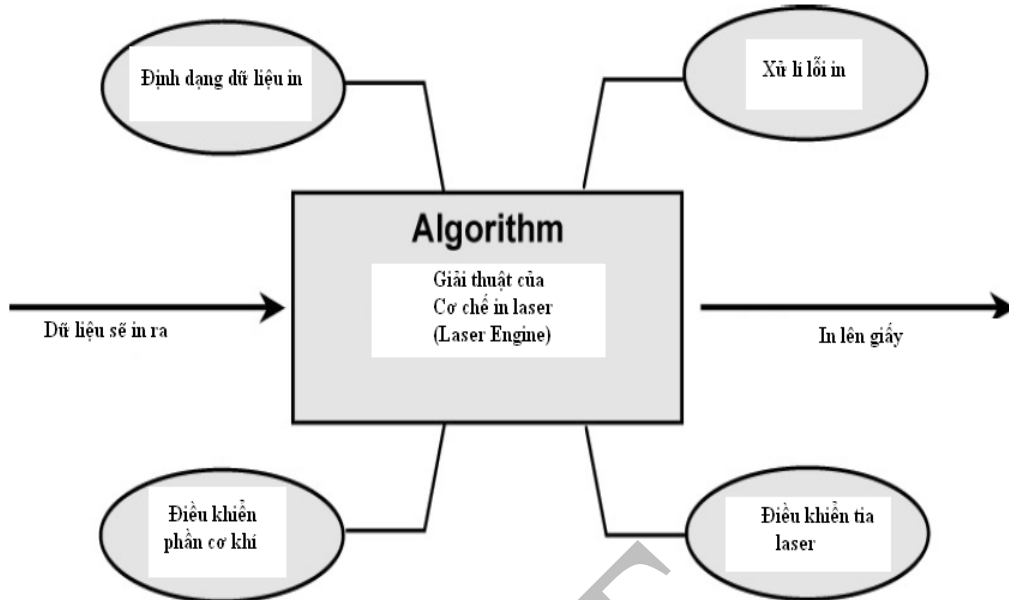 Định dạng dữ liệu in
Xử lí lỗi in
Algorithm
Giải thuật của
Cơ chế in laser
(Laser Engine)
Dữ liệu sẽ in ra
In lên giấy
Điều khiển
phần cơ khí
Điều khiển tia
laser